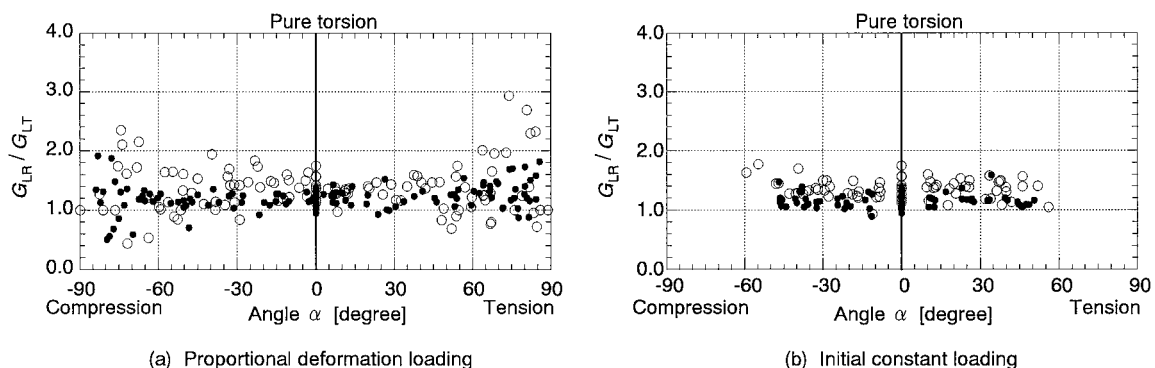 Pure torsion
4.0
3.0
2.0
1.0
0.0
G_LR / G_LT
-90 -60 -30 0 30 60 90
Compression Angle α [degree] Tension
(a) Proportional deformation loading
Pure torsion
4.0
3.0
2.0
1.0
0.0
G_LR / G_LT
-90 -60 -30 0 30 60 90
Compression Angle α [degree] Tension
(b) Initial constant loading